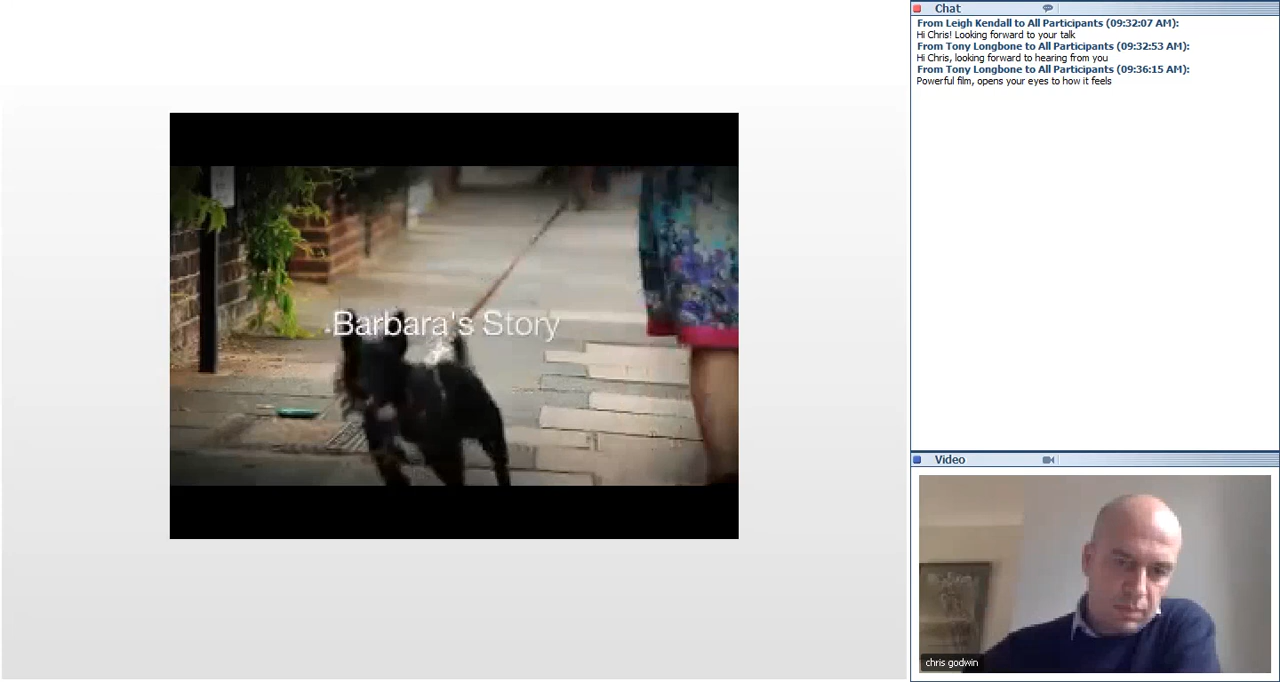 Barbara's Story
Chat
From Leigh Kendall to All Participants (09:32:07 AM):
Hi Chris! Looking forward to your talk
From Tony Longbone to All Participants (09:32:53 AM):
Hi Chris, looking forward to hearing from you
From Tony Longbone to All Participants (09:36:15 AM):
Powerful film, opens your eyes to how it feels
Video
chris godwin